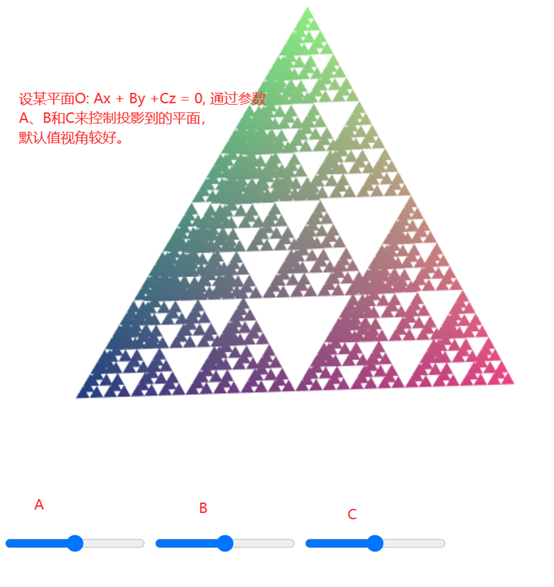 设某平面O: Ax + By +Cz = 0, 通过参数
A、B和C来控制投影到的平面，
默认值视角较好。
A
B
C